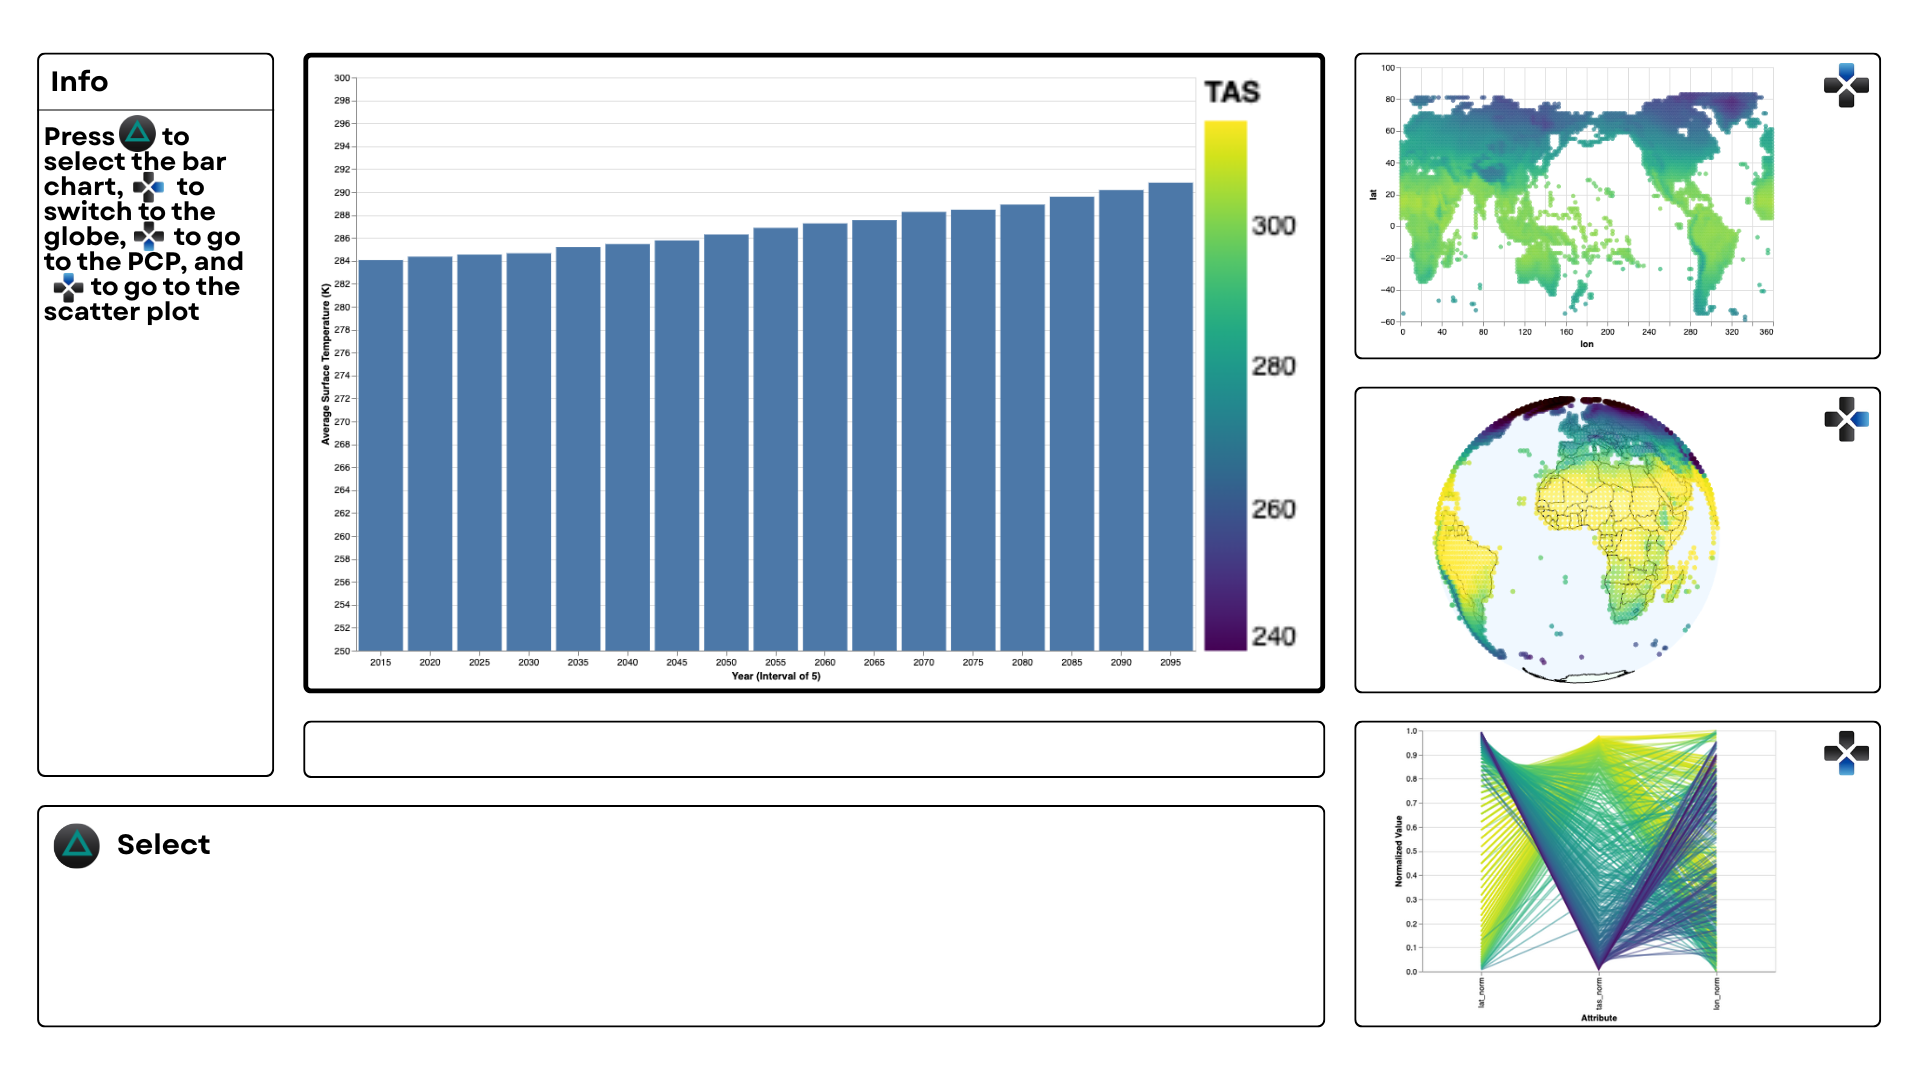 Info
Press to
select the bar
chart, to
switch to the
globe, to go
to the PCP, and
to go to the
scatter plot
300
298
296
294
292
290
288
286
284
282
280
278
276
274
272
270
268
266
264
262
260
258
256
254
252
250
Average Surface Temperature (K)
2015 2020 2025 2030 2035 2040 2045 2050 2055 2060 2065 2070 2075 2080 2085 2090 2095
Year (Interval of 5)
TAS
300
280
260
240
100
80
60
40
20
0
−20
−40
−60
lat
0 40 80 120 160 200 240 280 320 360
lon
1.0
0.9
0.8
0.7
0.6
0.5
0.4
0.3
0.2
0.1
0.0
Normalized Value
lat_norm
tas_norm
lon_norm
Attribute
Select